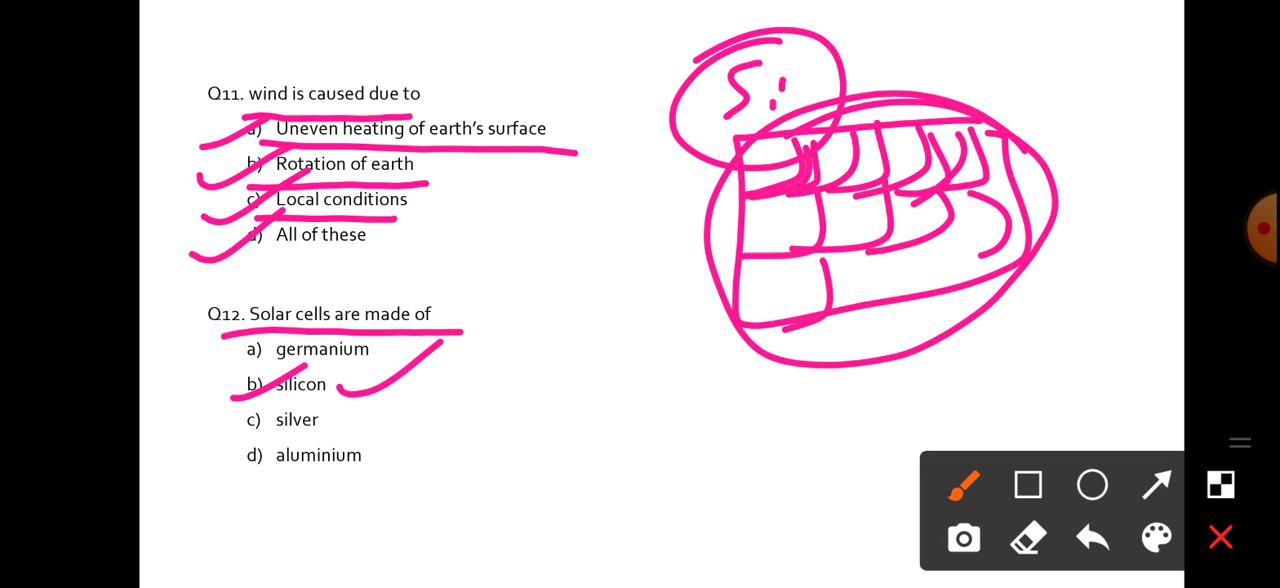 Q11. wind is caused due to
a) Uneven heating of earth's surface
b) Rotation of earth
c) Local conditions
d) All of these
Q12. Solar cells are made of
a) germanium
b) silicon
c) silver
d) aluminium
Si